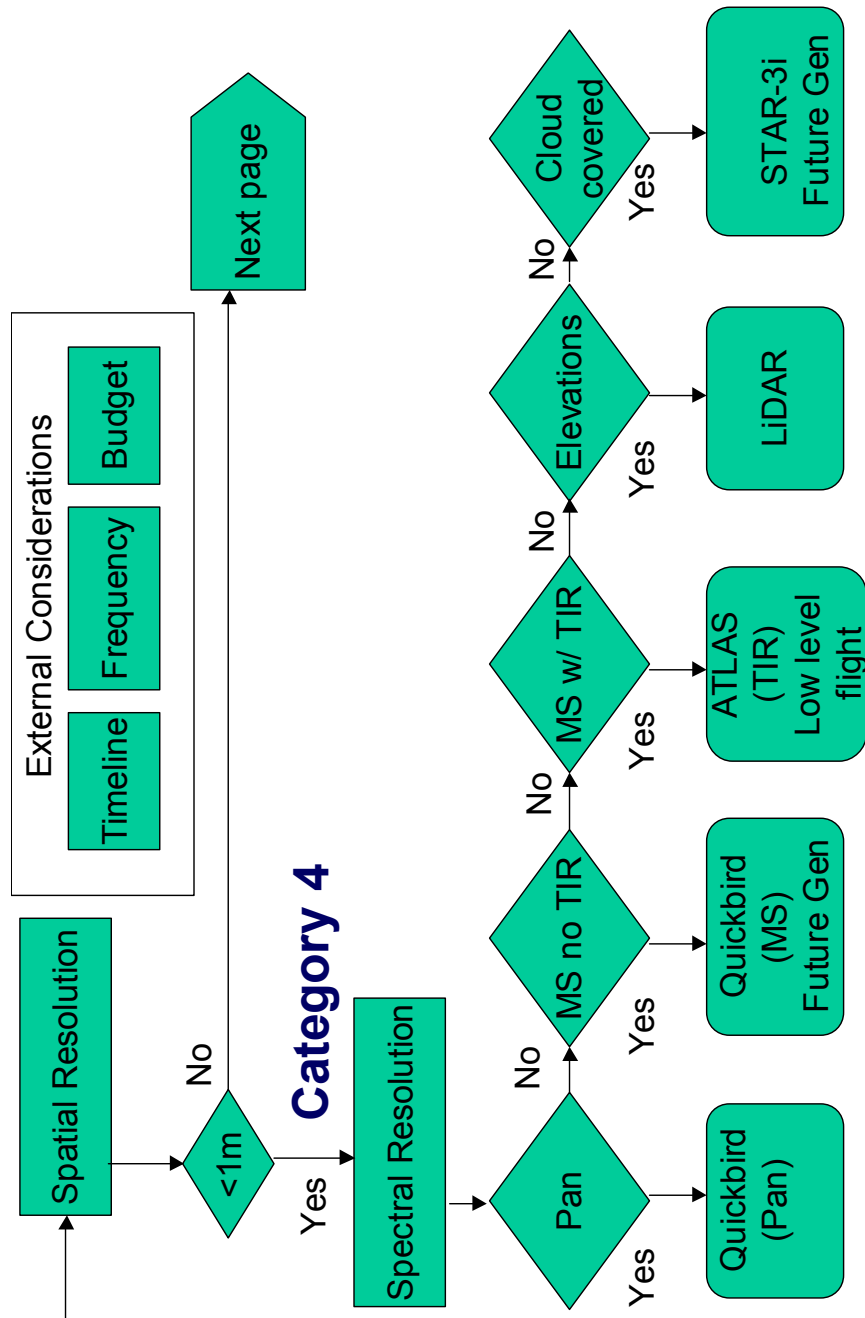 Spatial Resolution
External Considerations
Timeline
Frequency
Budget
<1m
No
Next page
Yes
Category 4
Spectral Resolution
Pan
No
MS no TIR
No
MS w/ TIR
No
Elevations
No
Cloud
covered
Yes
Yes
Yes
Yes
Yes
Quickbird
(Pan)
Quickbird
(MS)
Future Gen
ATLAS
(TIR)
Low level
flight
LiDAR
STAR-3i
Future Gen